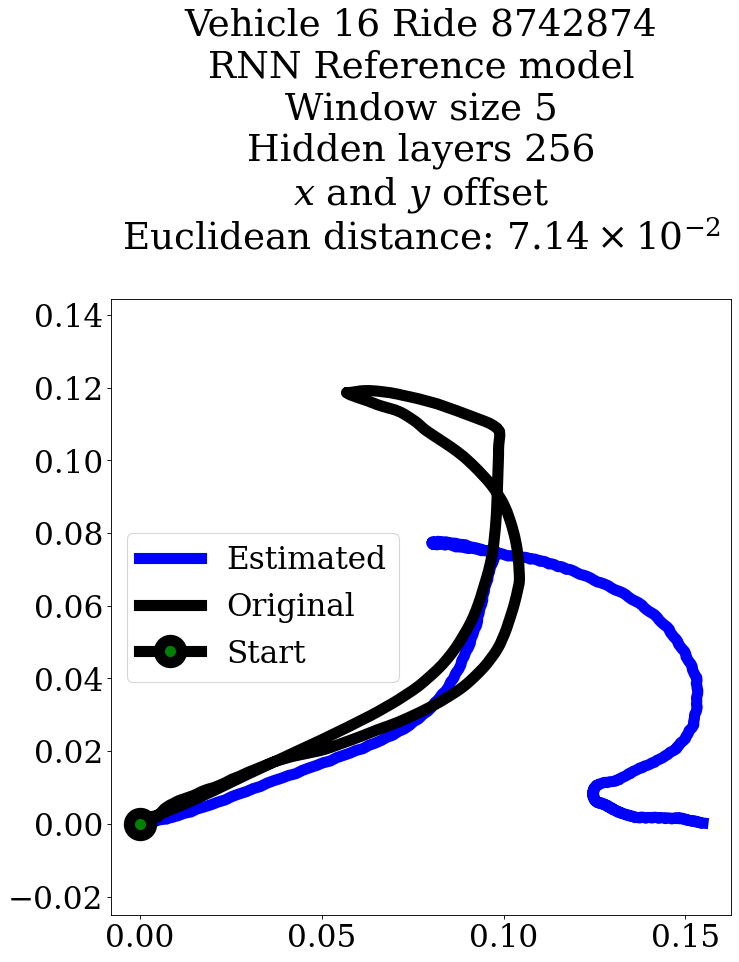 Vehicle 16 Ride 8742874
RNN Reference model
Window size 5
Hidden layers 256
x and y offset
Euclidean distance: 7.14 × 10⁻²
0.14
0.12
0.10
0.08
0.06
0.04
0.02
0.00
−0.02
Estimated
Original
Start
0.00 0.05 0.10 0.15